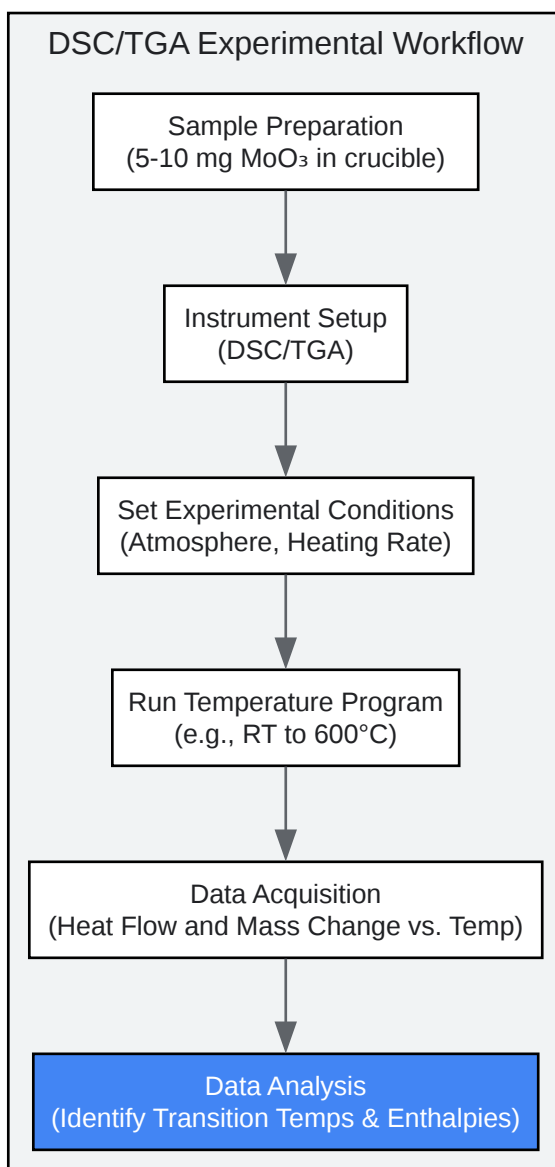 DSC/TGA Experimental Workflow
Sample Preparation
(5-10 mg MoO₃ in crucible)
Instrument Setup
(DSC/TGA)
Set Experimental Conditions
(Atmosphere, Heating Rate)
Run Temperature Program
(e.g., RT to 600°C)
Data Acquisition
(Heat Flow and Mass Change vs. Temp)
Data Analysis
(Identify Transition Temps & Enthalpies)